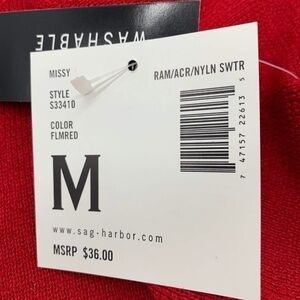 WASHABLE
MISSY
RAM/ACR/NYLN SWTR
STYLE
S33410
COLOR
FLMRED
M
7 47157 22613 5
www.sag-harbor.com
MSRP $36.00